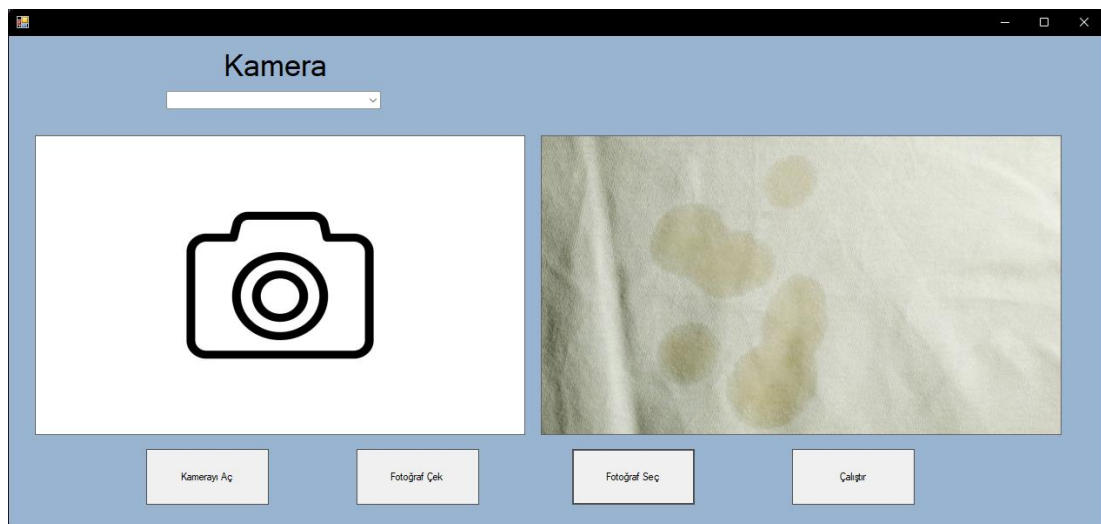 Kamera
Kamerayı Aç
Fotoğraf Çek
Fotoğraf Seç
Çalıştır